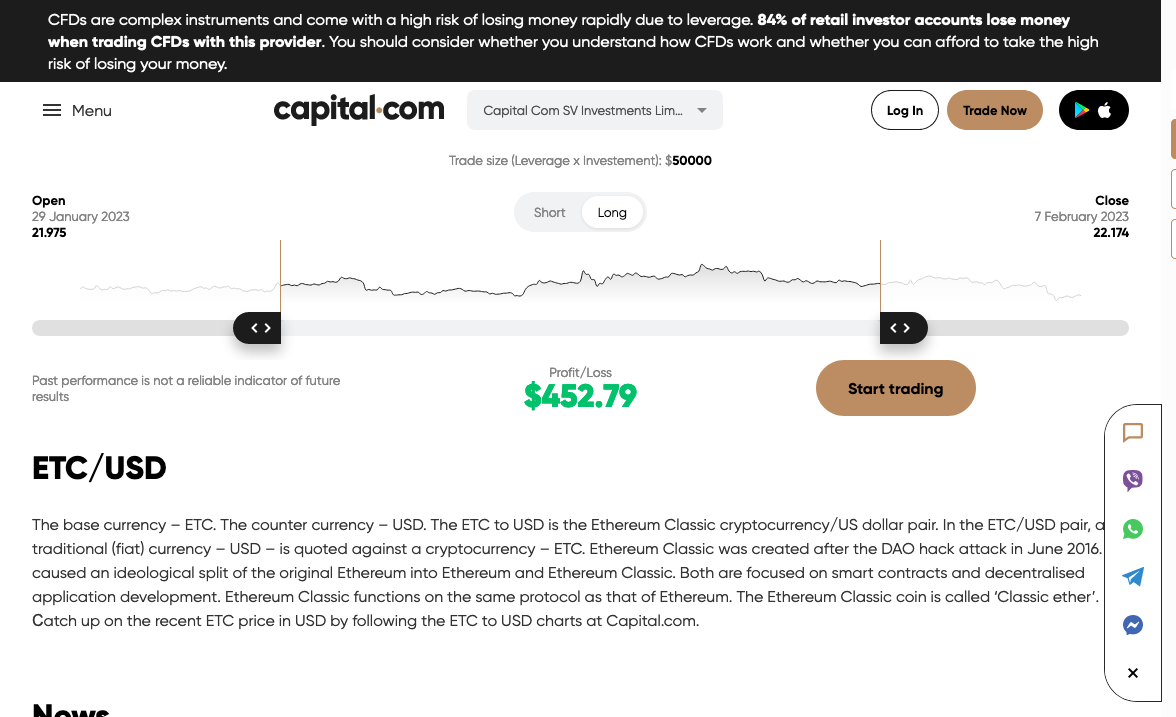 CFDs are complex instruments and come with a high risk of losing money rapidly due to leverage. 84% of retail investor accounts lose money
when trading CFDs with this provider. You should consider whether you understand how CFDs work and whether you can afford to take the high
risk of losing your money.
Menu
capital.com
Capital Com SV Investments Lim...
Log In
Trade Now
Trade size (Leverage x Investement): $50000
Open
29 January 2023
21.975
Short
Long
Close
7 February 2023
22.174
Past performance is not a reliable indicator of future
results
Profit/Loss
$452.79
Start trading
ETC/USD
The base currency – ETC. The counter currency – USD. The ETC to USD is the Ethereum Classic cryptocurrency/US dollar pair. In the ETC/USD pair, a
traditional (fiat) currency – USD – is quoted against a cryptocurrency – ETC. Ethereum Classic was created after the DAO hack attack in June 2016.
caused an ideological split of the original Ethereum into Ethereum and Ethereum Classic. Both are focused on smart contracts and decentralised
application development. Ethereum Classic functions on the same protocol as that of Ethereum. The Ethereum Classic coin is called ‘Classic ether’.
Catch up on the recent ETC price in USD by following the ETC to USD charts at Capital.com.
News